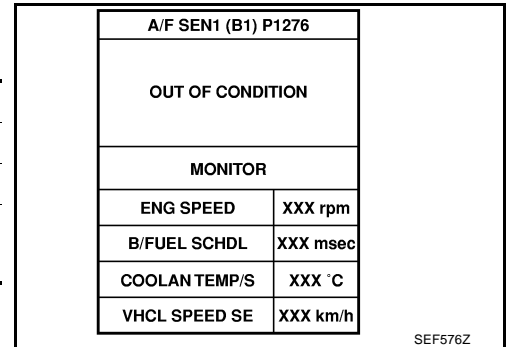 A/F SEN1 (B1) P1276
OUT OF CONDITION
MONITOR
ENG SPEED XXX rpm
B/FUEL SCHDL XXX msec
COOLAN TEMP/S XXX °C
VHCL SPEED SE XXX km/h
SEF576Z